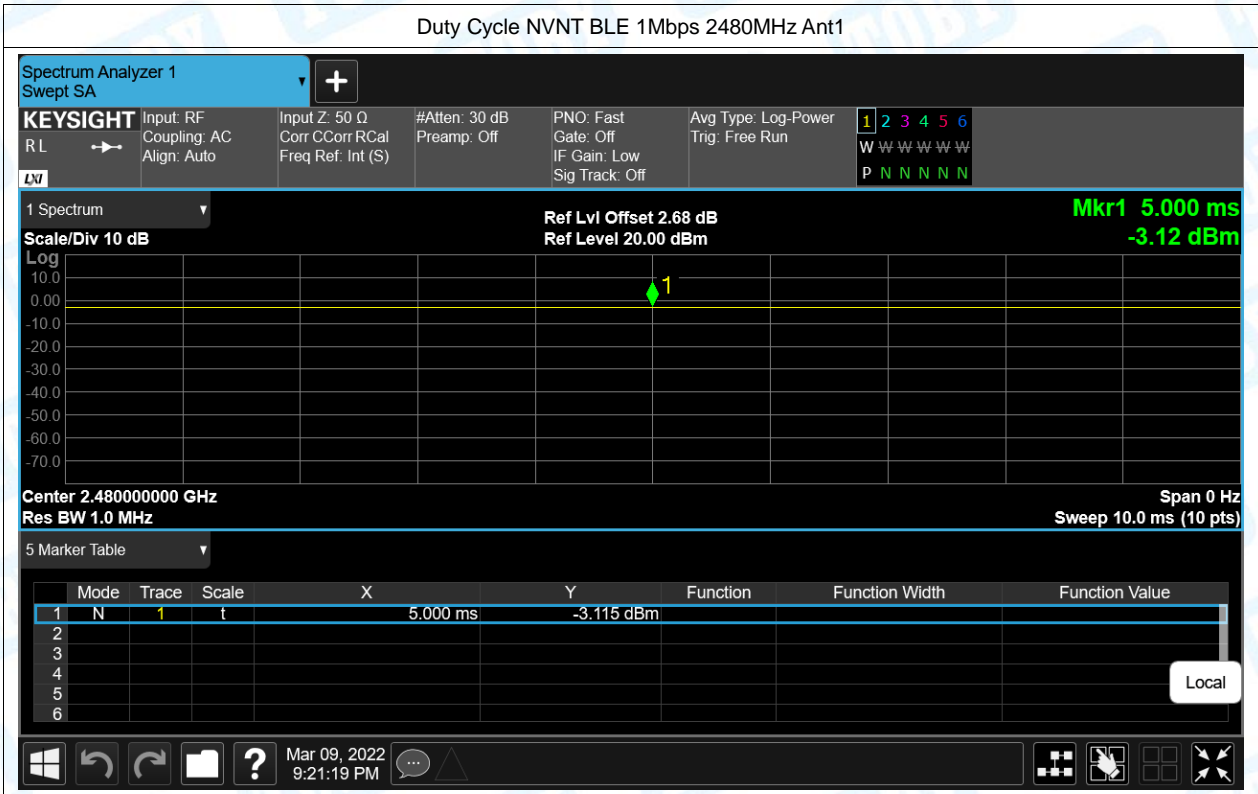 Duty Cycle NVNT BLE 1Mbps 2480MHz Ant1
Spectrum Analyzer 1
Swept SA
KEYSIGHT Input: RF Input Z: 50 Ω #Atten: 30 dB PNO: Fast Avg Type: Log-Power 1 2 3 4 5 6
RL Coupling: AC Corr CCorr RCal Preamp: Off Gate: Off Trig: Free Run W W W W W W
Align: Auto Freq Ref: Int (S) IF Gain: Low
LXI Sig Track: Off P N N N N N
1 Spectrum Ref Lvl Offset 2.68 dB Mkr1 5.000 ms
Scale/Div 10 dB Ref Level 20.00 dBm -3.12 dBm
Log
10.0 1
0.00
-10.0
-20.0
-30.0
-40.0
-50.0
-60.0
-70.0
Center 2.480000000 GHz Span 0 Hz
Res BW 1.0 MHz Sweep 10.0 ms (10 pts)
5 Marker Table
Mode Trace Scale X Y Function Function Width Function Value
1 N 1 t 5.000 ms -3.115 dBm
2
3
4
5
6
Local
? Mar 09, 2022
9:21:19 PM